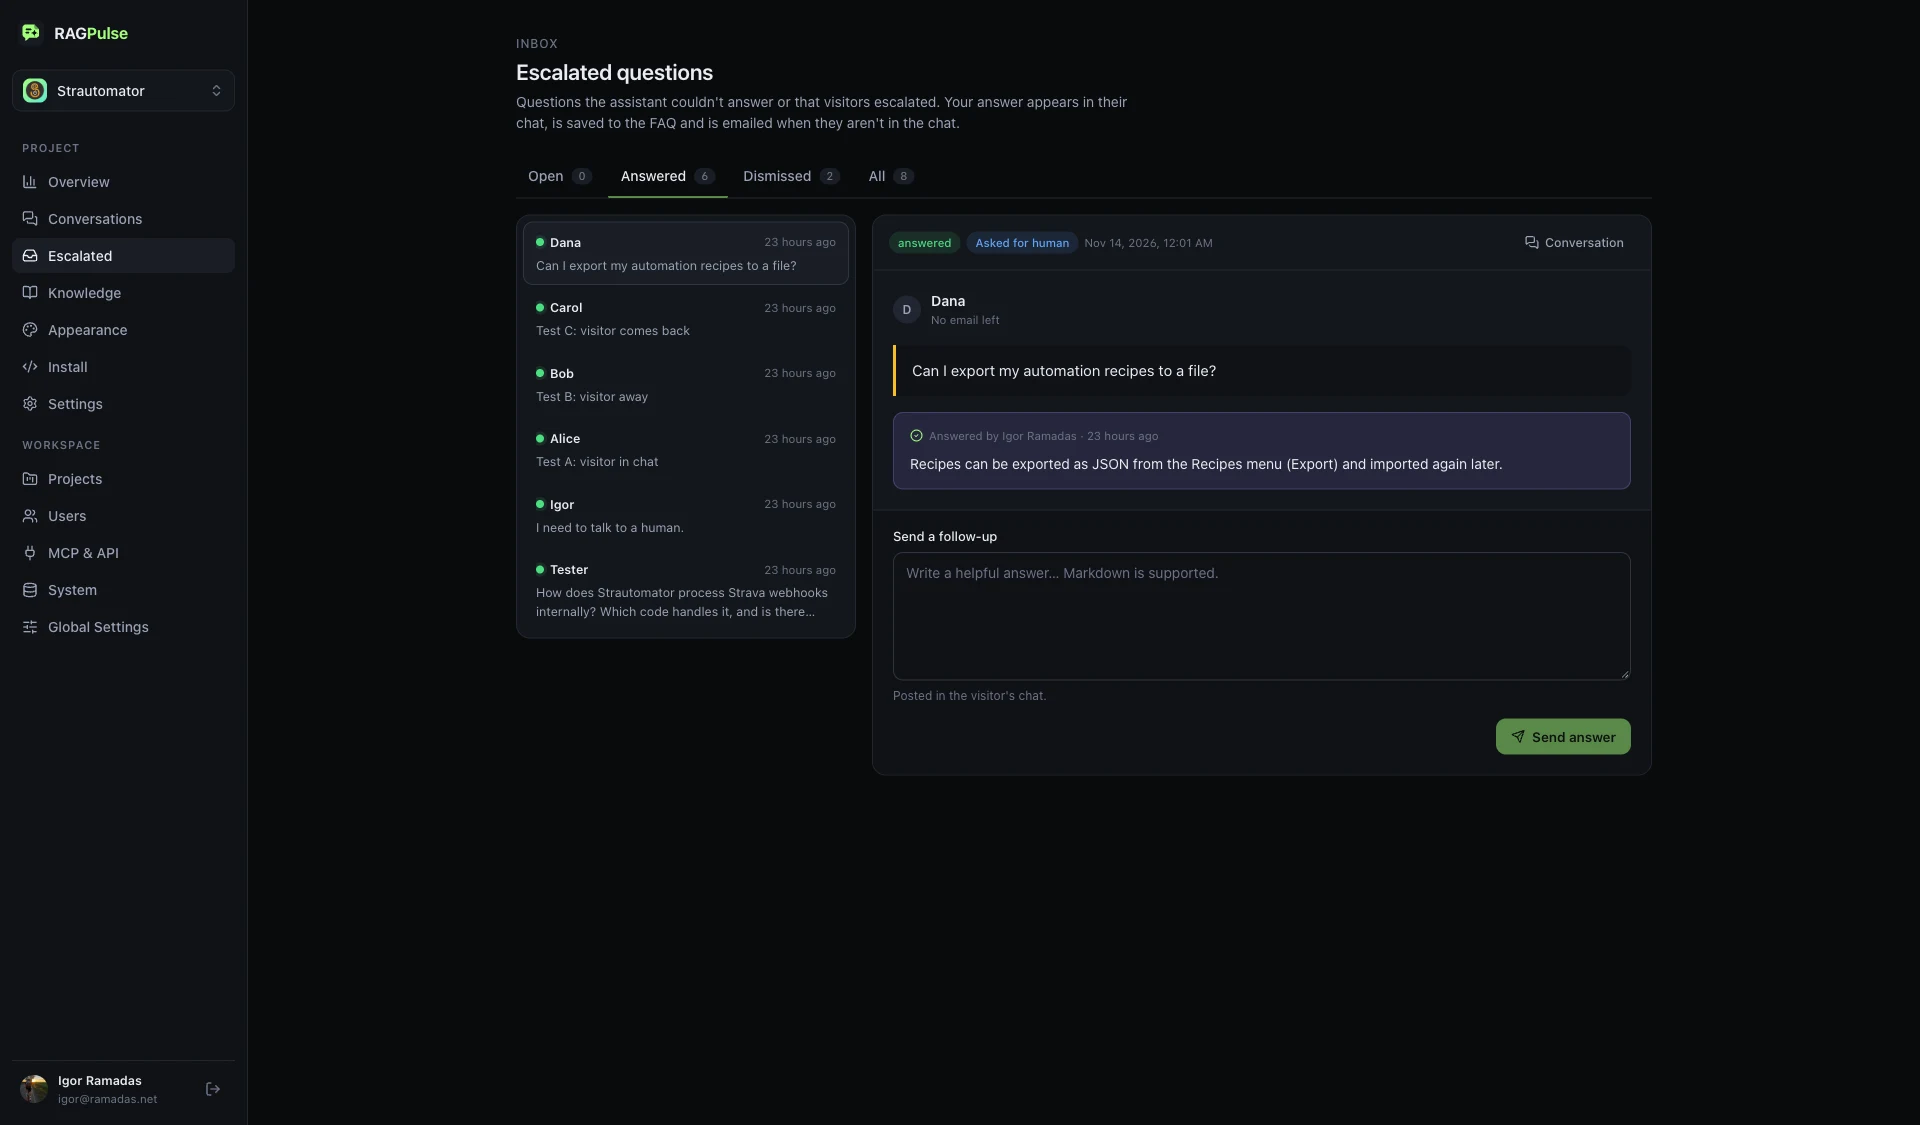 RAGPulse
Strautomator
PROJECT
Overview
Conversations
Escalated
Knowledge
Appearance
Install
Settings
WORKSPACE
Projects
Users
MCP & API
System
Global Settings
Igor Ramadas
igor@ramadas.net
INBOX
Escalated questions
Questions the assistant couldn't answer or that visitors escalated. Your answer appears in their
chat, is saved to the FAQ and is emailed when they aren't in the chat.
Open 0 Answered 6 Dismissed 2 All 8
Dana 23 hours ago
Can I export my automation recipes to a file?
Carol 23 hours ago
Test C: visitor comes back
Bob 23 hours ago
Test B: visitor away
Alice 23 hours ago
Test A: visitor in chat
Igor 23 hours ago
I need to talk to a human.
Tester 23 hours ago
How does Strautomator process Strava webhooks
internally? Which code handles it, and is there...
answered Asked for human Nov 14, 2026, 12:01 AM Conversation
D
Dana
No email left
Can I export my automation recipes to a file?
Answered by Igor Ramadas · 23 hours ago
Recipes can be exported as JSON from the Recipes menu (Export) and imported again later.
Send a follow-up
Write a helpful answer... Markdown is supported.
Posted in the visitor's chat.
Send answer